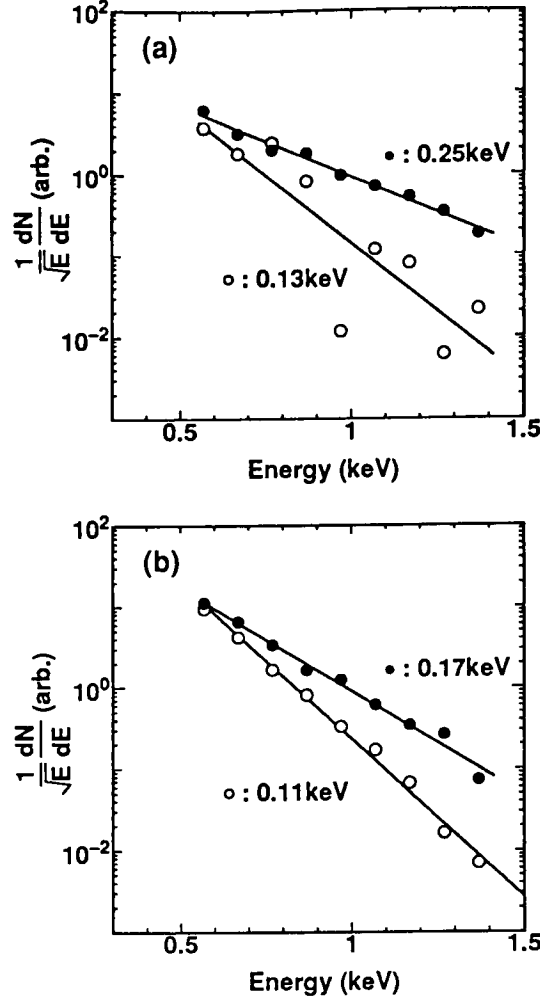 (a)
10²
10⁰
10⁻²
1 dN
√E dE (arb.)
● : 0.25keV
○ : 0.13keV
0.5 1 1.5
Energy (keV)
(b)
10²
10⁰
10⁻²
1 dN
√E dE (arb.)
● : 0.17keV
○ : 0.11keV
0.5 1 1.5
Energy (keV)